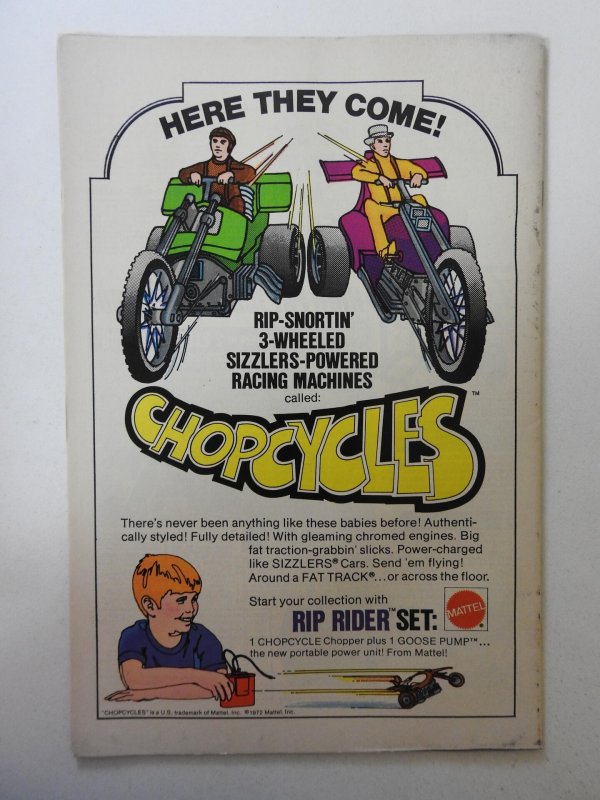 HERE THEY COME!
RIP-SNORTIN'
3-WHEELED
SIZZLERS-POWERED
RACING MACHINES
called:
CHOPCYCLES™
There's never been anything like these babies before! Authenti-
cally styled! Fully detailed! With gleaming chromed engines. Big
fat traction-grabbin' slicks. Power-charged
like SIZZLERS® Cars. Send 'em flying!
Around a FAT TRACK®...or across the floor.
Start your collection with
RIP RIDER™ SET:
MATTEL®
1 CHOPCYCLE Chopper plus 1 GOOSE PUMP™...
the new portable power unit! From Mattel!
"CHOPCYCLES" is a U.S. trademark of Mattel, Inc. ©1972 Mattel, Inc.